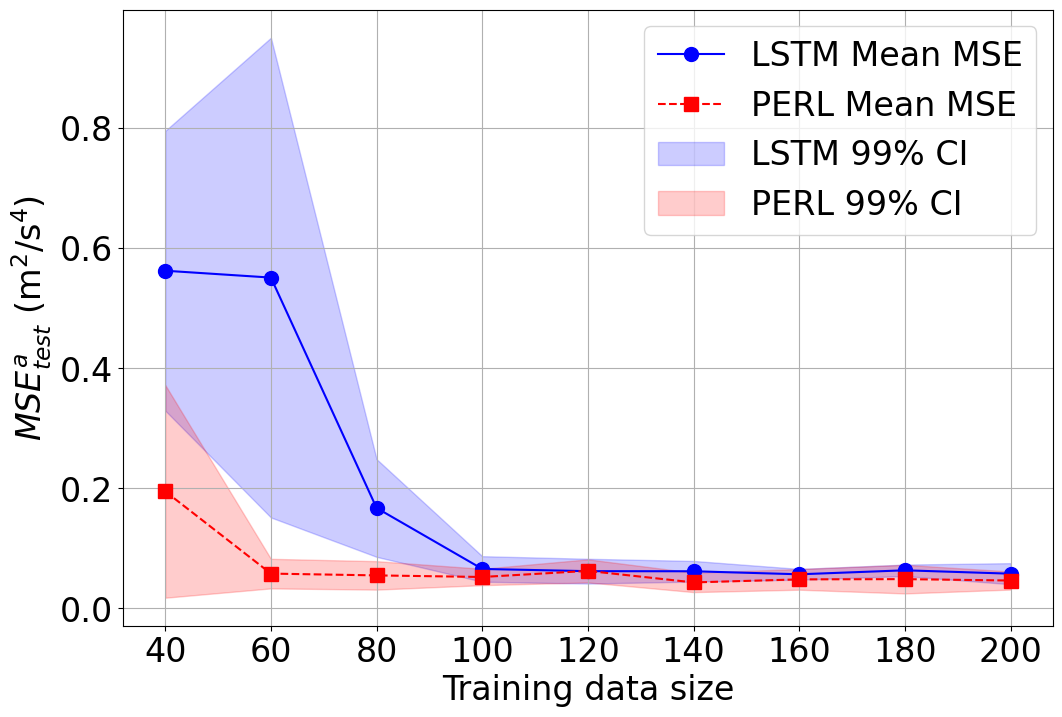 LSTM Mean MSE
PERL Mean MSE
LSTM 99% CI
PERL 99% CI
0.8
0.6
0.4
0.2
0.0
MSE^a_test (m²/s⁴)
40 60 80 100 120 140 160 180 200
Training data size